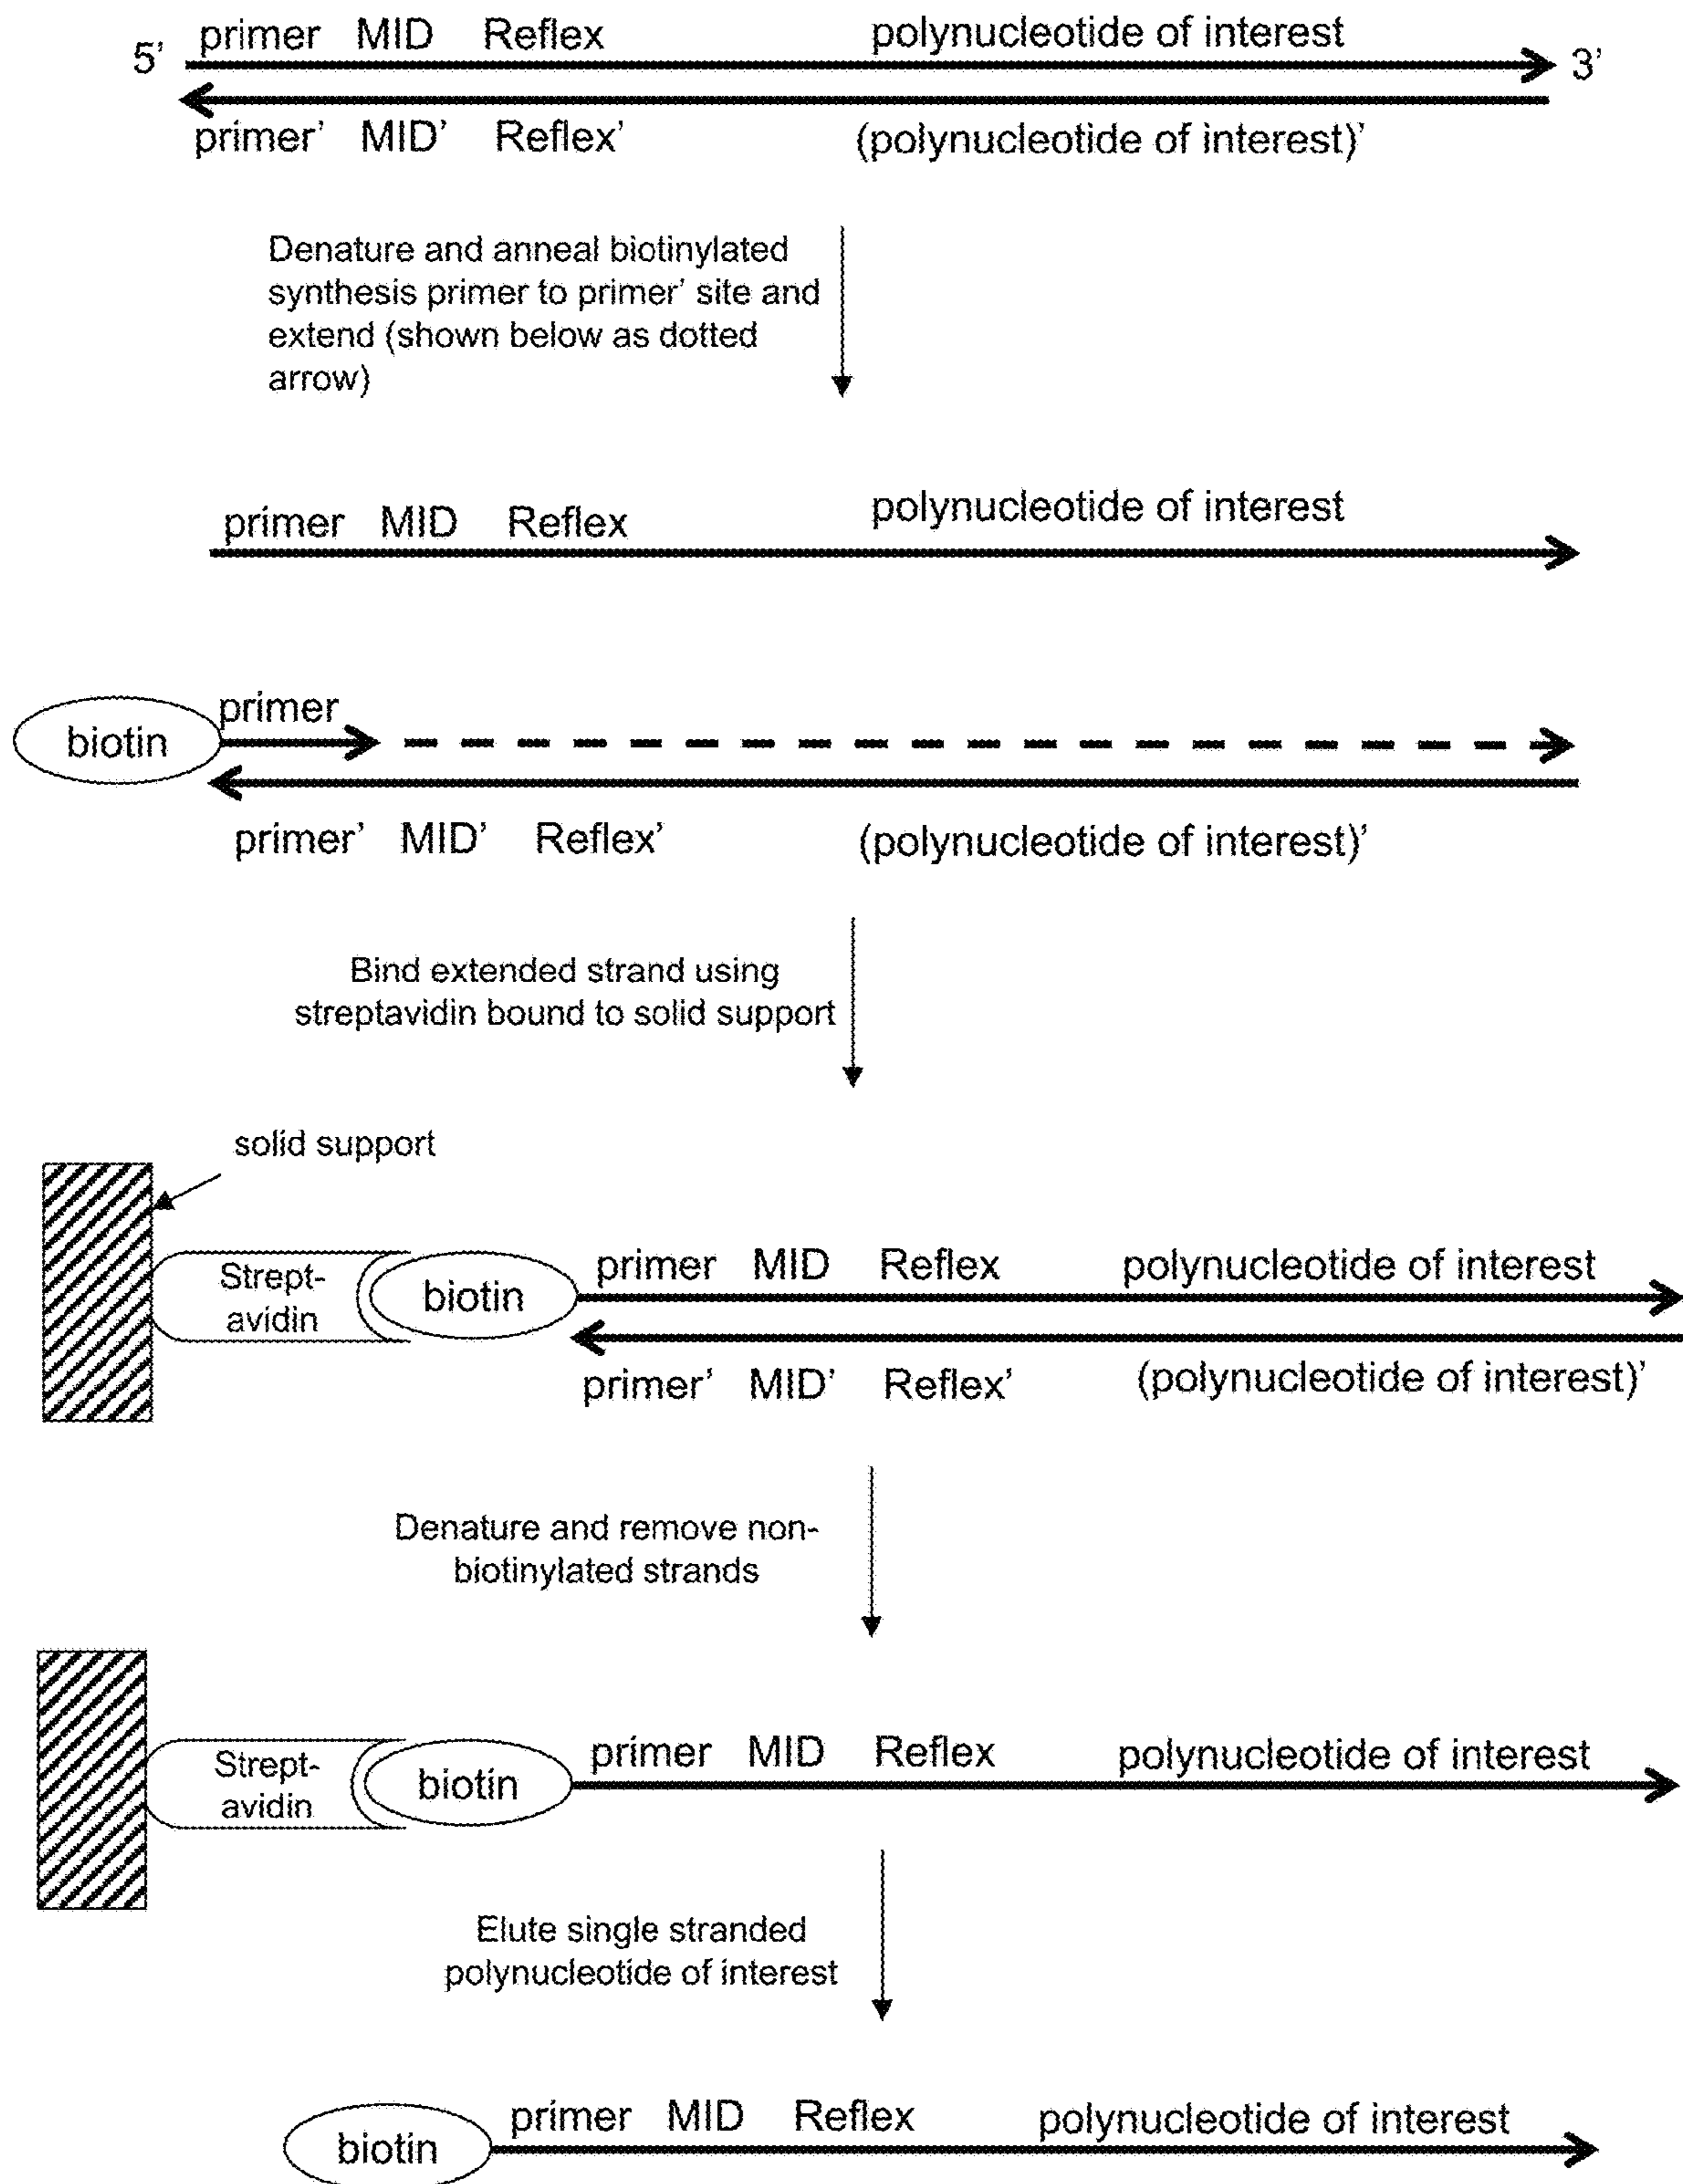 primer MID Reflex polynucleotide of interest
5’ 3’
primer’ MID’ Reflex’ (polynucleotide of interest)’
Denature and anneal biotinylated
synthesis primer to primer’ site and
extend (shown below as dotted
arrow)
primer MID Reflex polynucleotide of interest
primer
biotin
primer’ MID’ Reflex’ (polynucleotide of interest)’
Bind extended strand using
streptavidin bound to solid support
solid support
primer MID Reflex polynucleotide of interest
Strept-
avidin
biotin
primer’ MID’ Reflex’ (polynucleotide of interest)’
Denature and remove non-
biotinylated strands
primer MID Reflex polynucleotide of interest
Strept-
avidin
biotin
Elute single stranded
polynucleotide of interest
primer MID Reflex polynucleotide of interest
biotin